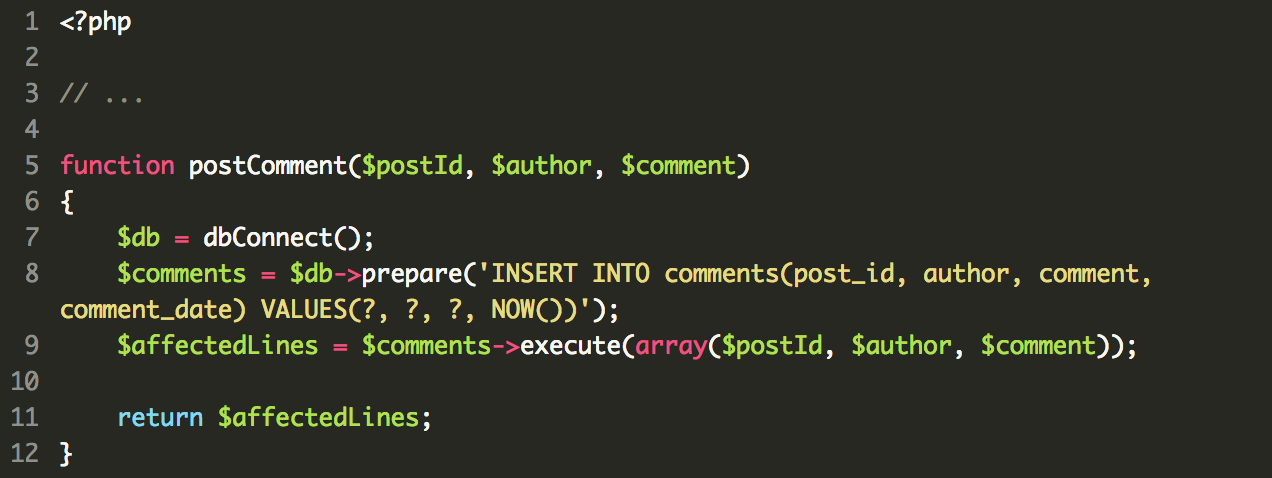 1 <?php
2
3 // ...
4
5 function postComment($postId, $author, $comment)
6 {
7     $db = dbConnect();
8     $comments = $db->prepare('INSERT INTO comments(post_id, author, comment,
comment_date) VALUES(?, ?, ?, NOW())');
9     $affectedLines = $comments->execute(array($postId, $author, $comment));
10
11     return $affectedLines;
12 }